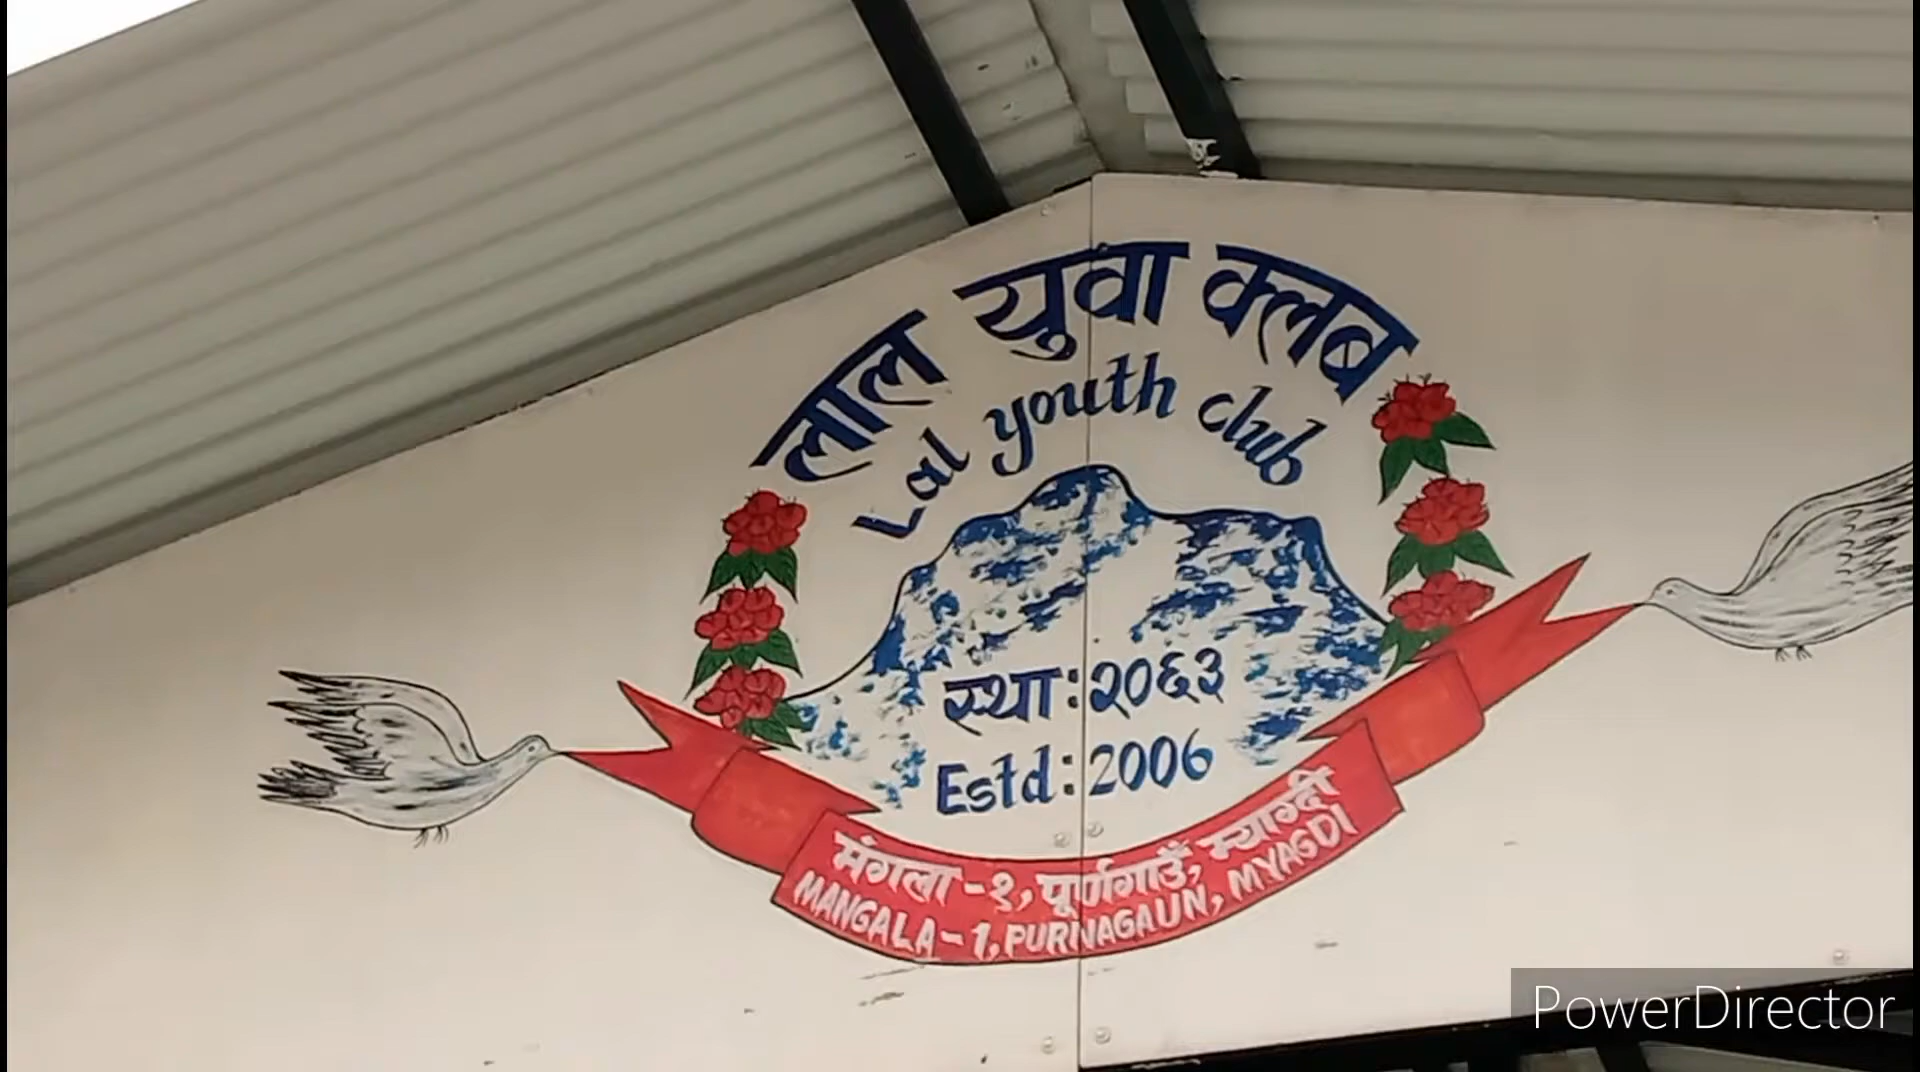 लाल युवा क्लब
Lal youth club
स्था: २०६३
Estd: 2006
मंगला-१, पूर्णगाउँ, म्याग्दी
MANGALA-1, PURNAGAUN, MYAGDI
PowerDirector